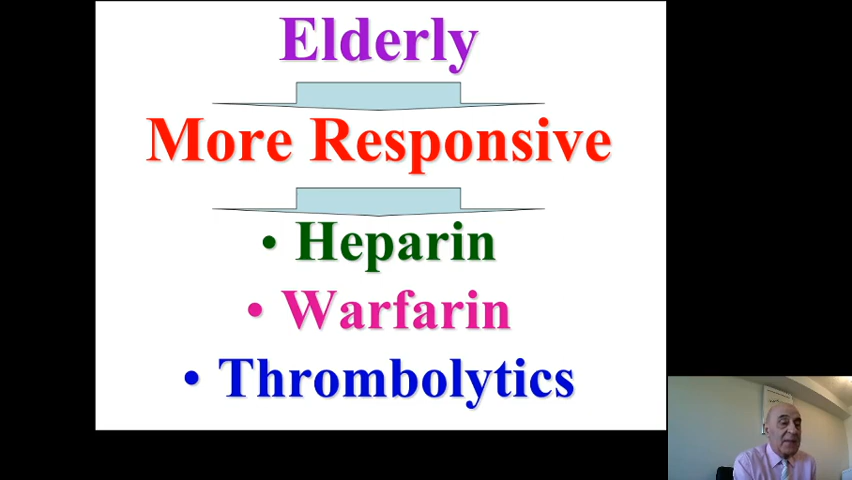 Elderly
More Responsive
• Heparin
• Warfarin
• Thrombolytics